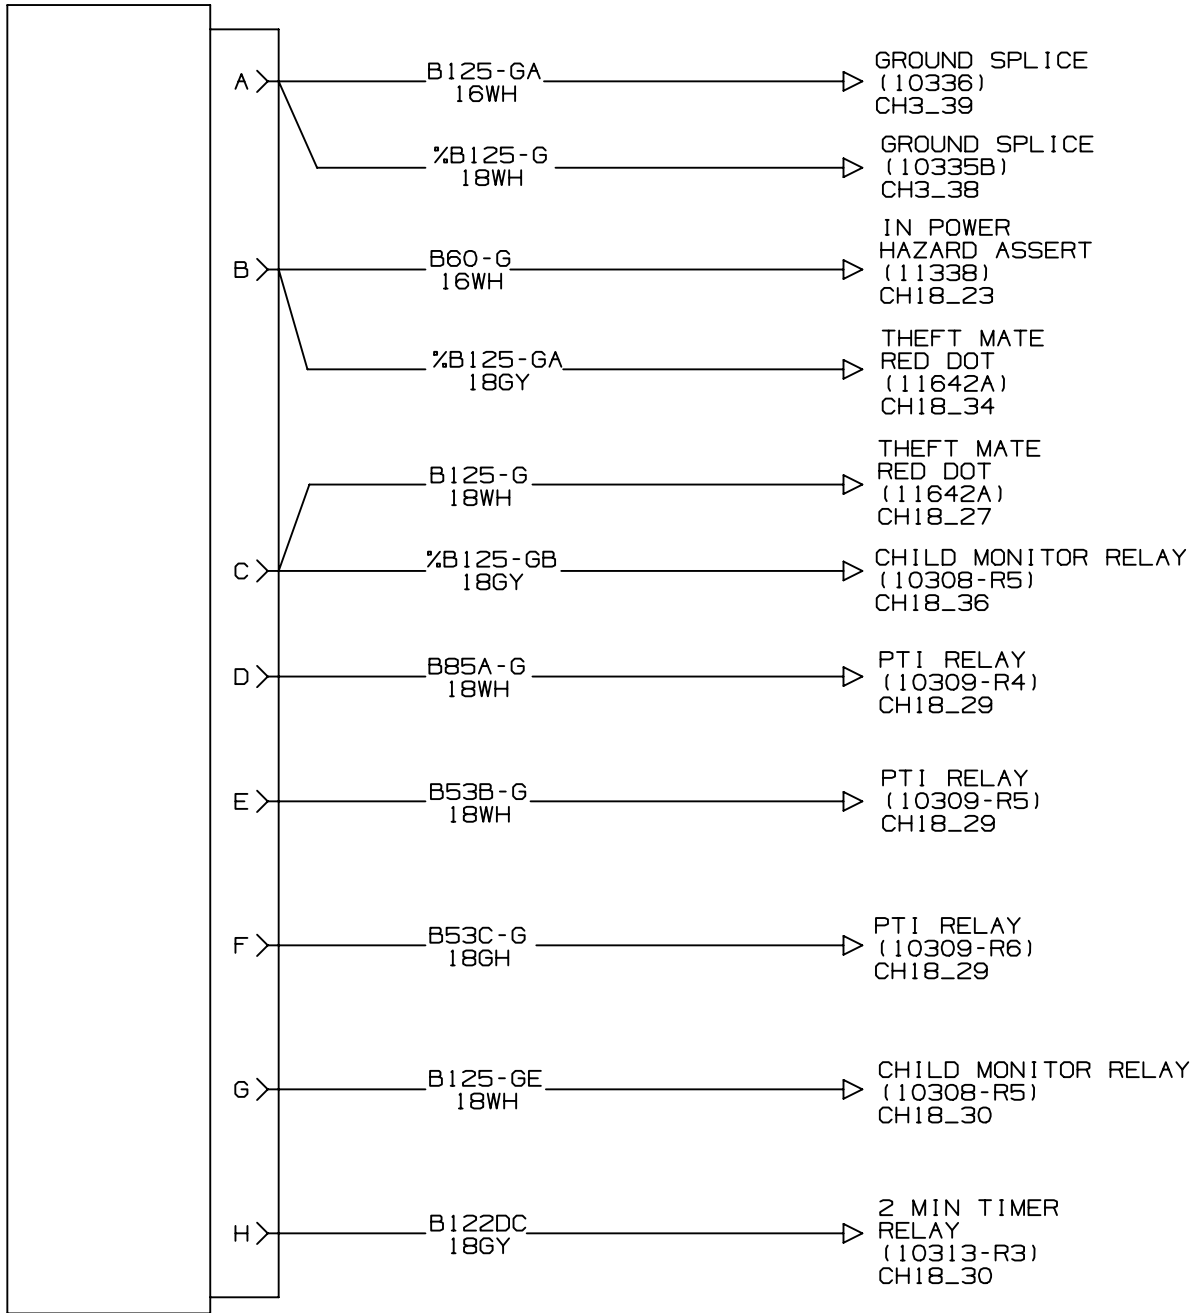 A
B125-GA
16WH
GROUND SPLICE
(10336)
CH3_39
%B125-G
18WH
GROUND SPLICE
(10335B)
CH3_38
B
B60-G
16WH
IN POWER
HAZARD ASSERT
(11338)
CH18_23
%B125-GA
18GY
THEFT MATE
RED DOT
(11642A)
CH18_34
B125-G
18WH
THEFT MATE
RED DOT
(11642A)
CH18_27
C
%B125-GB
18GY
CHILD MONITOR RELAY
(10308-R5)
CH18_36
D
B85A-G
18WH
PTI RELAY
(10309-R4)
CH18_29
E
B53B-G
18WH
PTI RELAY
(10309-R5)
CH18_29
F
B53C-G
18GH
PTI RELAY
(10309-R6)
CH18_29
G
B125-GE
18WH
CHILD MONITOR RELAY
(10308-R5)
CH18_30
H
B122DC
18GY
2 MIN TIMER
RELAY
(10313-R3)
CH18_30